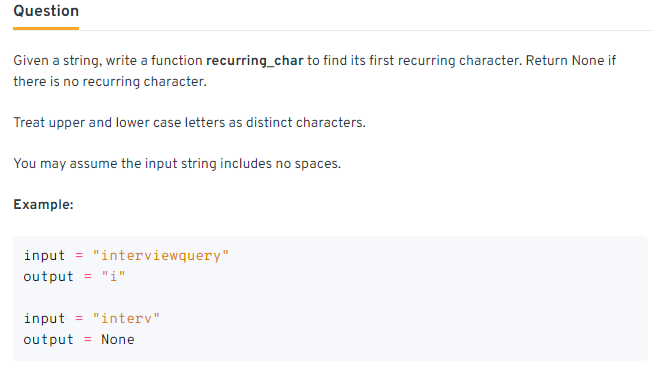 Question
Given a string, write a function recurring_char to find its first recurring character. Return None if
there is no recurring character.
Treat upper and lower case letters as distinct characters.
You may assume the input string includes no spaces.
Example:
input = "interviewquery"
output = "i"
input = "interv"
output = None